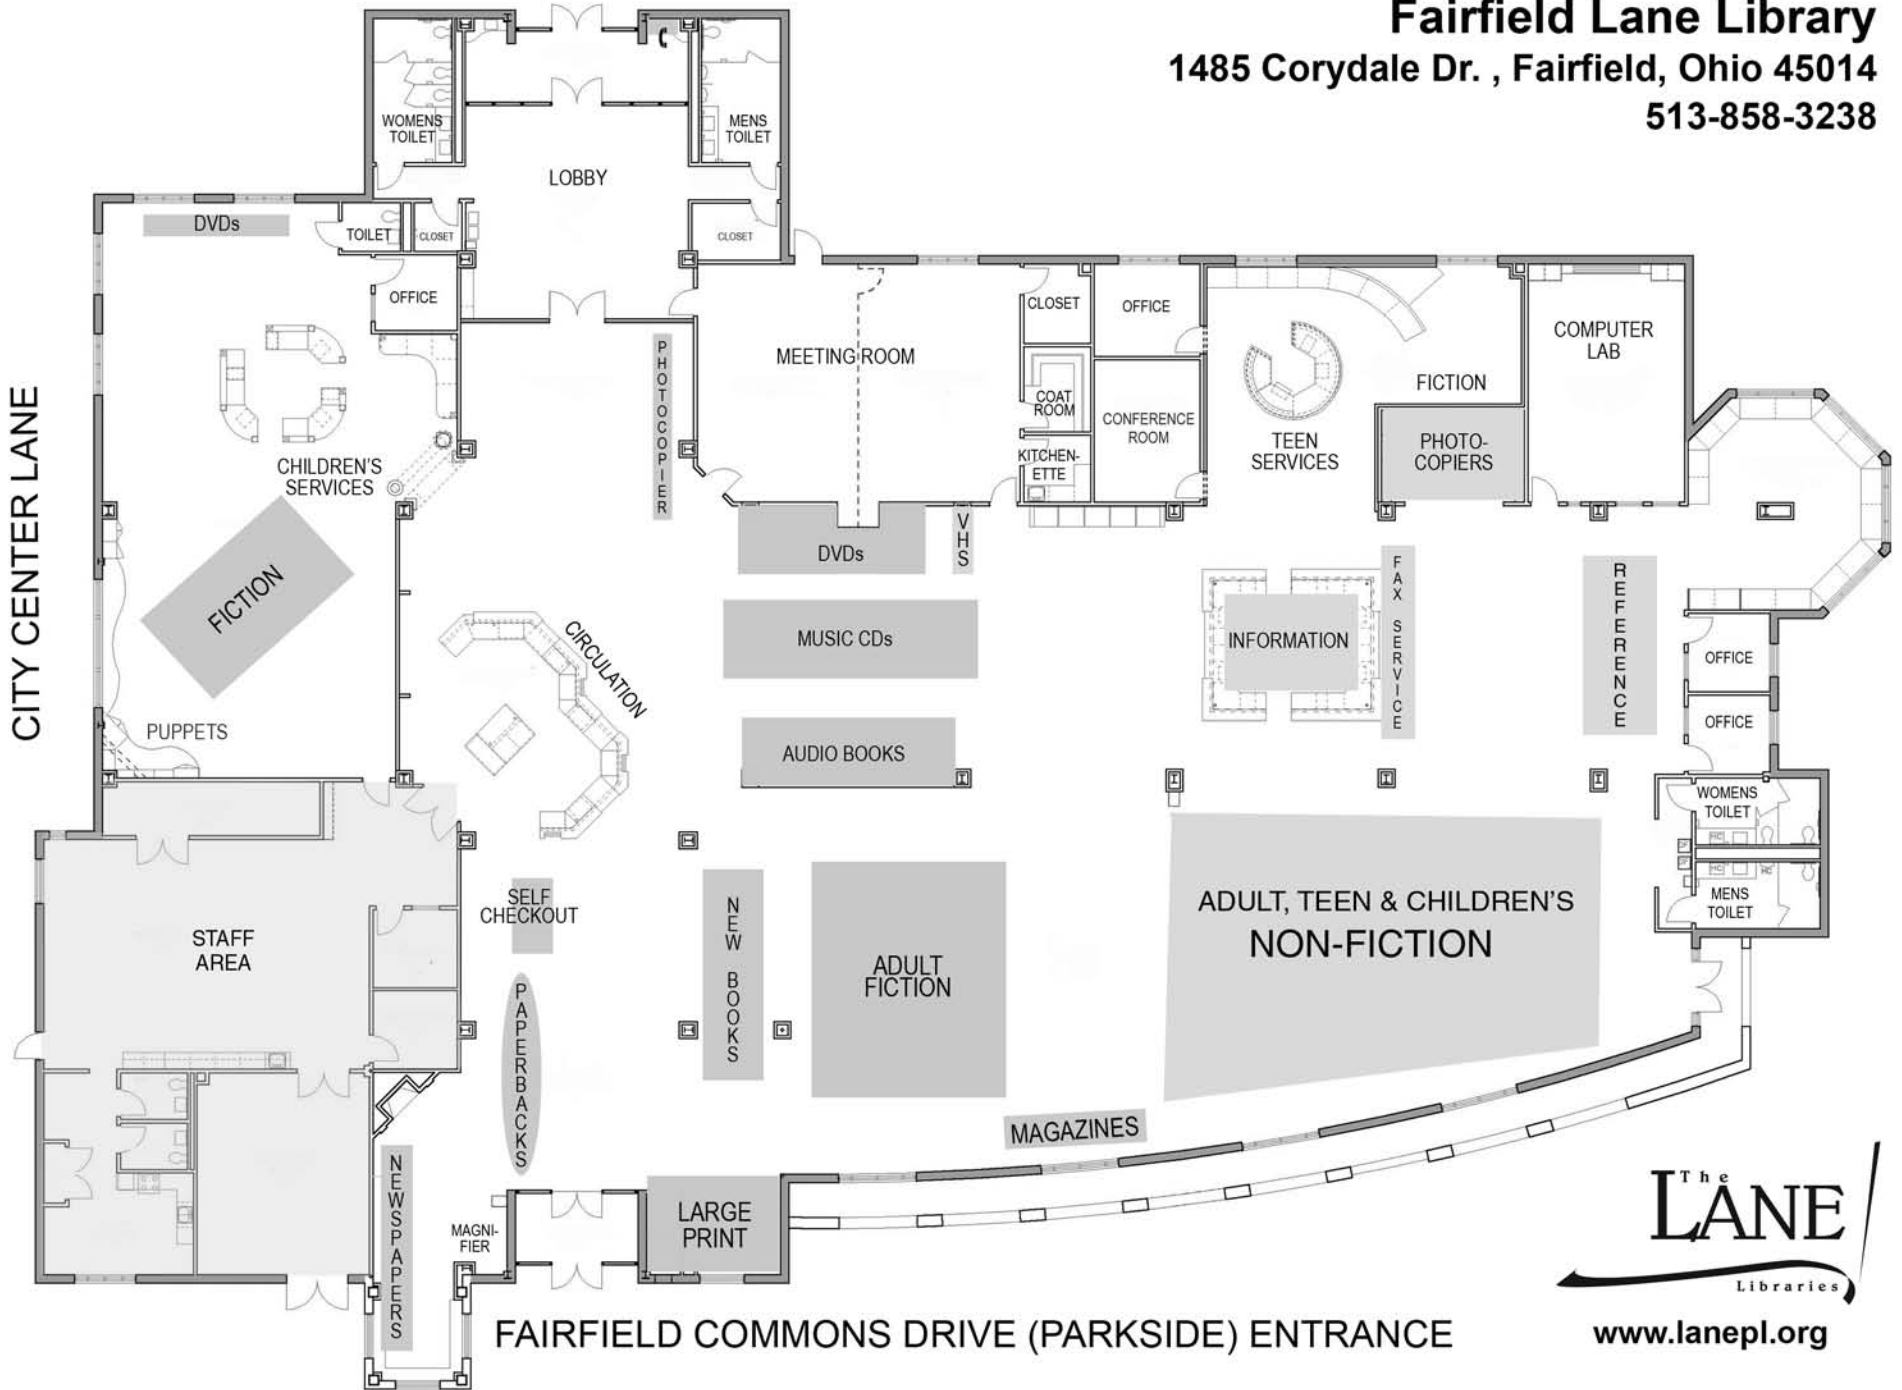 Fairfield Lane Library
1485 Corydale Dr. , Fairfield, Ohio 45014
513-858-3238
WOMENS
TOILET
MENS
TOILET
LOBBY
DVDs
TOILET
CLOSET
CLOSET
OFFICE
MEETING ROOM
CLOSET
OFFICE
COMPUTER
LAB
PHOTOCOPIER
COAT
ROOM
CONFERENCE
ROOM
FICTION
KITCHEN-
ETTE
TEEN
SERVICES
PHOTO-
COPIERS
CITY CENTER LANE
CHILDREN'S
SERVICES
FICTION
PUPPETS
CIRCULATION
DVDs
VHS
MUSIC CDs
AUDIO BOOKS
INFORMATION
FAX SERVICE
REFERENCE
OFFICE
OFFICE
WOMENS
TOILET
HC
HC
HC
MENS
TOILET
STAFF
AREA
SELF
CHECKOUT
PAPERBACKS
NEW BOOKS
ADULT
FICTION
ADULT, TEEN & CHILDREN'S
NON-FICTION
MAGAZINES
NEWSPAPERS
MAGNI-
FIER
LARGE
PRINT
FAIRFIELD COMMONS DRIVE (PARKSIDE) ENTRANCE
The
LANE
Libraries
www.lanepl.org